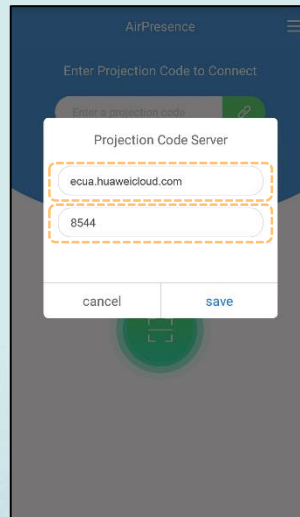 AirPresence
Enter Projection Code to Connect
Enter a projection code
Projection Code Server
ecua.huaweicloud.com
8544
cancel save